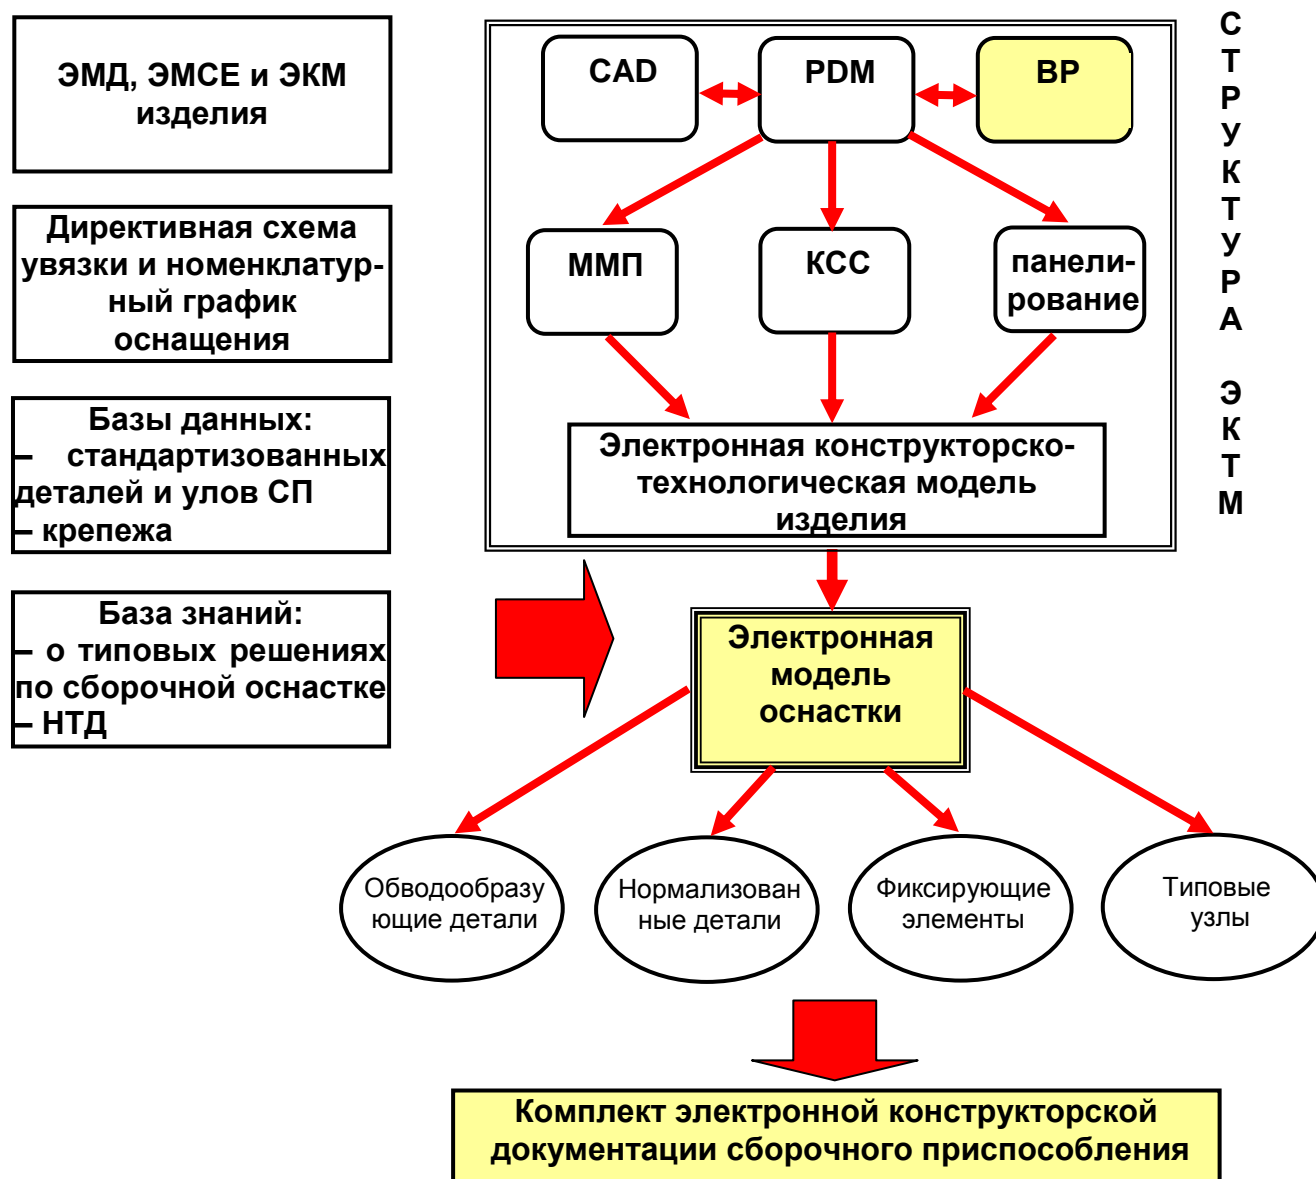 ЭМД, ЭМСЕ и ЭКМ
изделия
Директивная схема
увязки и номенклатур-
ный график
оснащения
Базы данных:
– стандартизованных
деталей и улов СП
– крепежа
База знаний:
– о типовых решениях
по сборочной оснастке
– НТД
CAD
PDM
ВР
ММП
КСС
панели-
рование
Электронная конструкторско-
технологическая модель
изделия
С
Т
Р
У
К
Т
У
Р
А
Э
К
Т
М
Электронная
модель
оснастки
Обводообразу
ющие детали
Нормализован
ные детали
Фиксирующие
элементы
Типовые
узлы
Комплект электронной конструкторской
документации сборочного приспособления